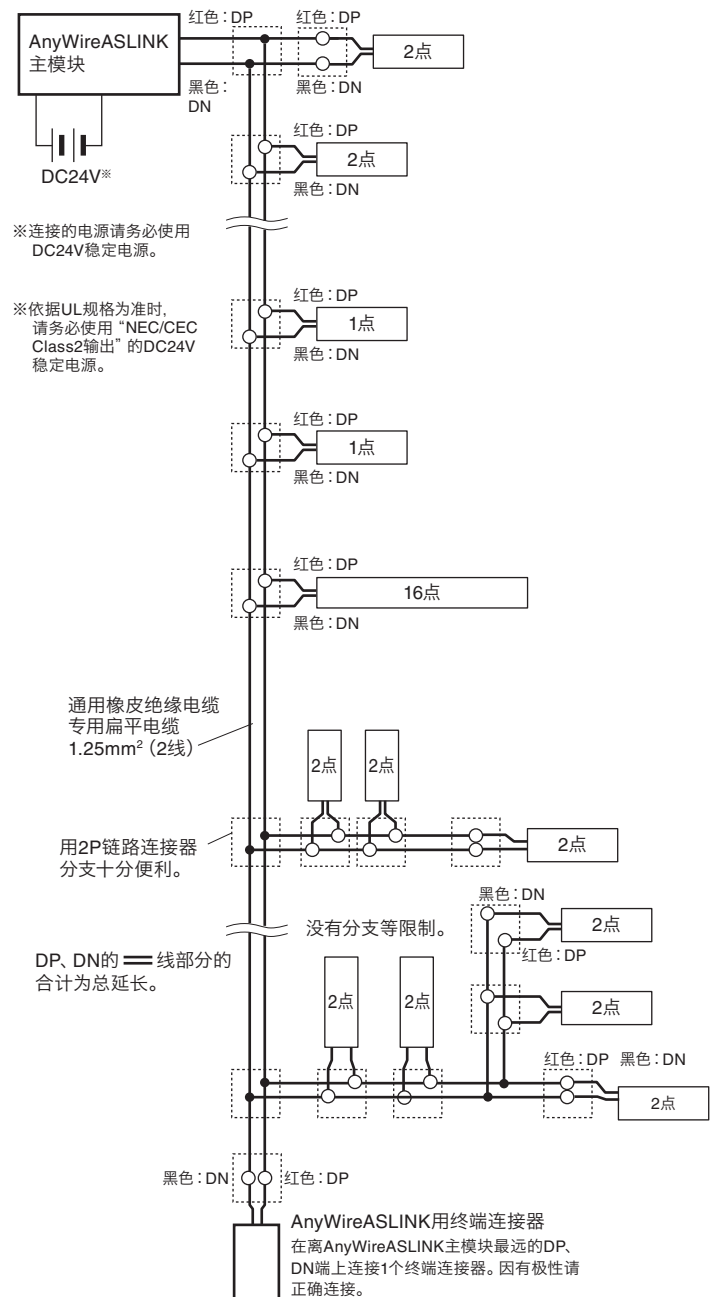 红色：DP
红色：DP
AnyWireASLINK
主模块
2点
黑色：
DN
黑色：DN
DC24V※
红色：DP
2点
黑色：DN
※连接的电源请务必使用
DC24V稳定电源。
※依据UL规格为准时，
请务必使用“NEC/CEC
Class2输出”的DC24V
稳定电源。
红色：DP
1点
黑色：DN
红色：DP
1点
黑色：DN
红色：DP
16点
黑色：DN
通用橡皮绝缘电缆
专用扁平电缆
1.25mm²（2线）
2点
2点
用2P链路连接器
分支十分便利。
2点
黑色：DN
没有分支等限制。
2点
红色：DP
DP、DN的 线部分的
合计为总延长。
2点
2点
2点
红色：DP 黑色：DN
2点
黑色：DN
红色：DP
AnyWireASLINK用终端连接器
在离AnyWireASLINK主模块最远的DP、
DN端上连接1个终端连接器。因有极性请
正确连接。